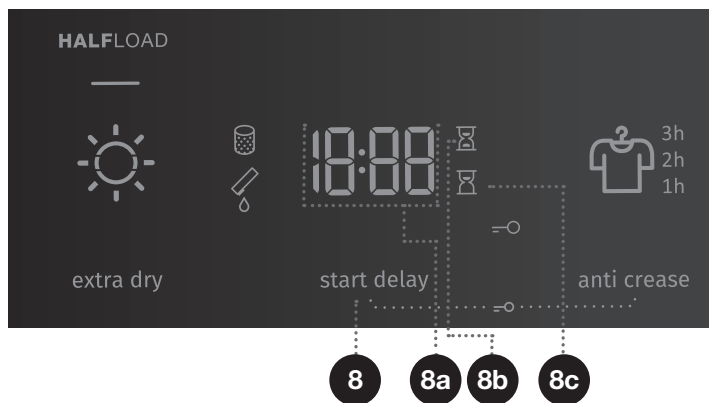 HALFLOAD
18:88
3h
2h
1h
extra dry
start delay
anti crease
8
8a
8b
8c